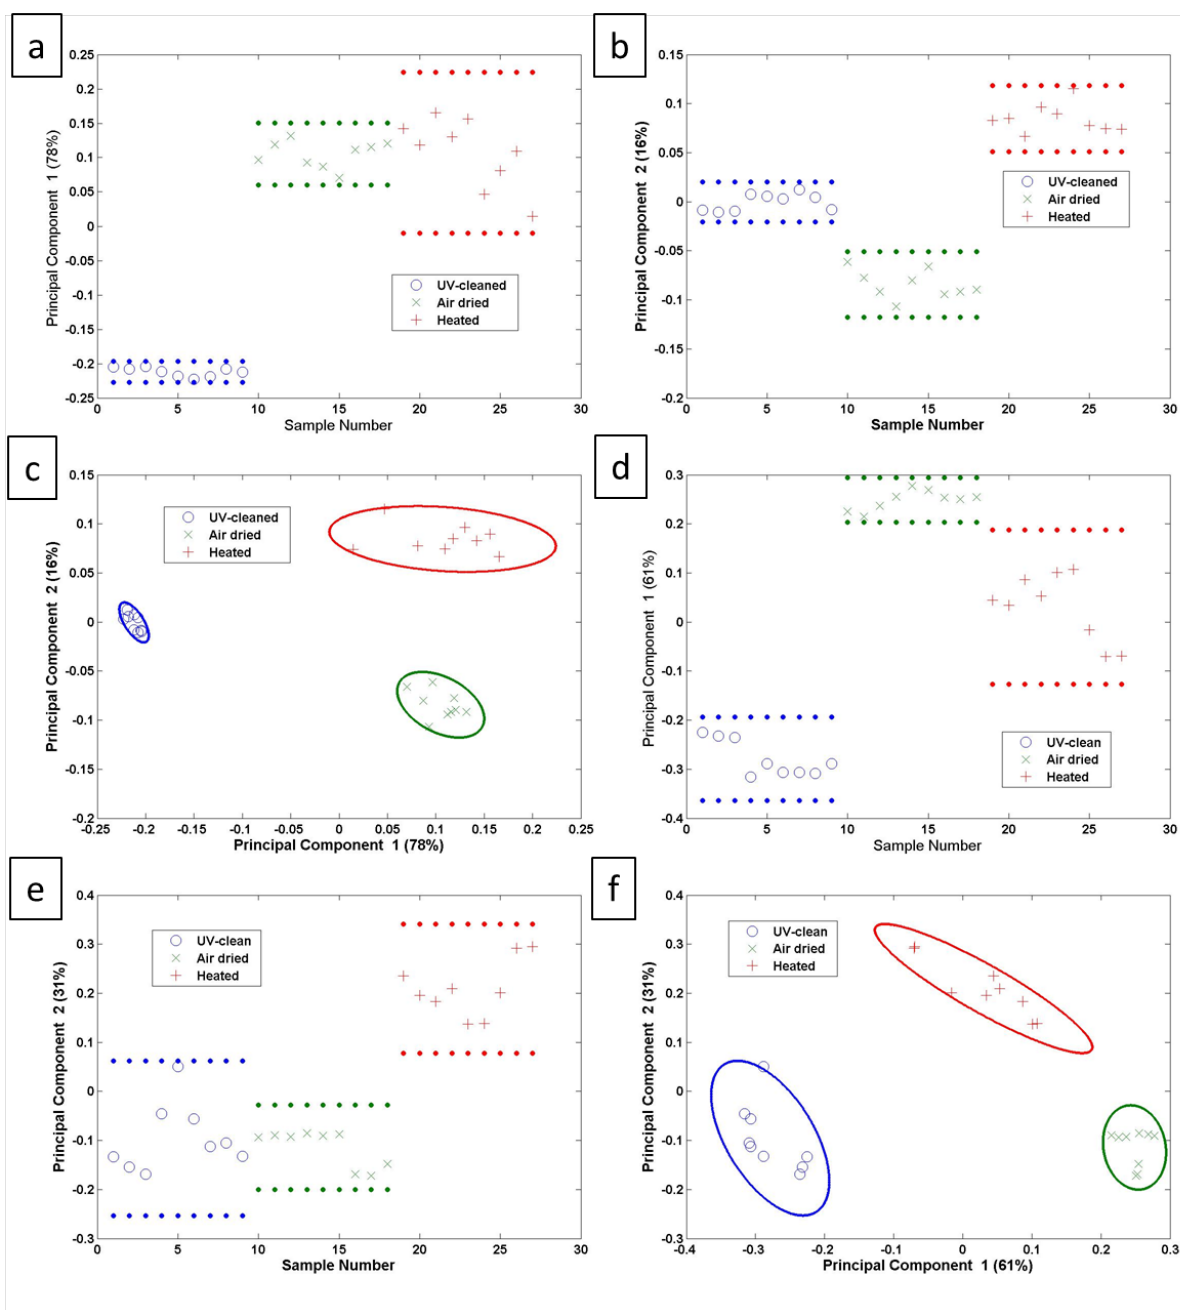 a
0.25
0.2
0.15
0.1
0.05
0
-0.05
-0.1
-0.15
-0.2
-0.25
0 5 10 15 20 25 30
Principal Component 1 (78%)
Sample Number
UV-cleaned
Air dried
Heated
b
0.15
0.1
0.05
0
-0.05
-0.1
-0.15
-0.2
0 5 10 15 20 25 30
Principal Component 2 (16%)
Sample Number
UV-cleaned
Air dried
Heated
c
0.15
0.1
0.05
0
-0.05
-0.1
-0.15
-0.2
-0.25 -0.2 -0.15 -0.1 -0.05 0 0.05 0.1 0.15 0.2 0.25
Principal Component 2 (16%)
Principal Component 1 (78%)
UV-cleaned
Air dried
Heated
d
0.3
0.2
0.1
0
-0.1
-0.2
-0.3
-0.4
0 5 10 15 20 25 30
Principal Component 1 (61%)
Sample Number
UV-clean
Air dried
Heated
e
0.4
0.3
0.2
0.1
0
-0.1
-0.2
-0.3
0 5 10 15 20 25 30
Principal Component 2 (31%)
Sample Number
UV-clean
Air dried
Heated
f
0.4
0.3
0.2
0.1
0
-0.1
-0.2
-0.3
-0.4 -0.3 -0.2 -0.1 0 0.1 0.2 0.3
Principal Component 2 (31%)
Principal Component 1 (61%)
UV-clean
Air dried
Heated